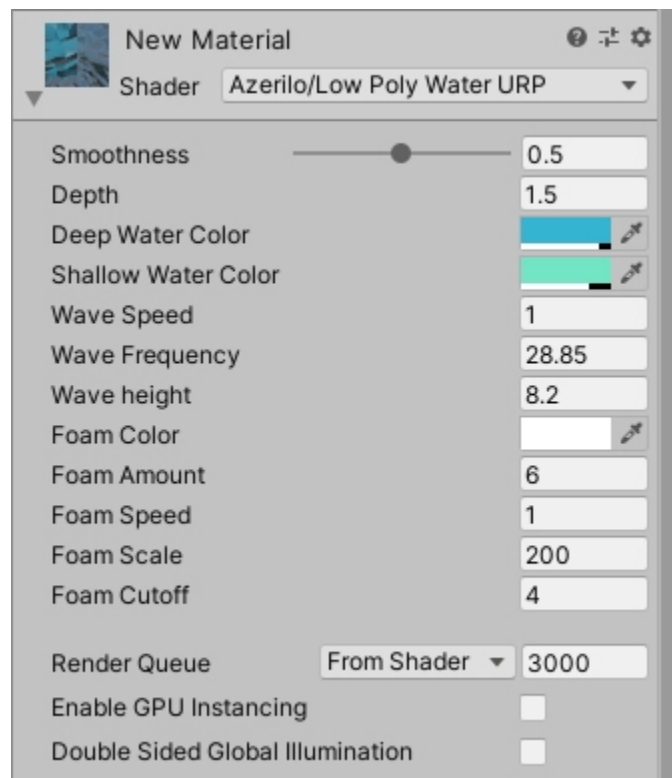 New Material
Shader Azerilo/Low Poly Water URP
Smoothness 0.5
Depth 1.5
Deep Water Color
Shallow Water Color
Wave Speed 1
Wave Frequency 28.85
Wave height 8.2
Foam Color
Foam Amount 6
Foam Speed 1
Foam Scale 200
Foam Cutoff 4
Render Queue From Shader 3000
Enable GPU Instancing
Double Sided Global Illumination